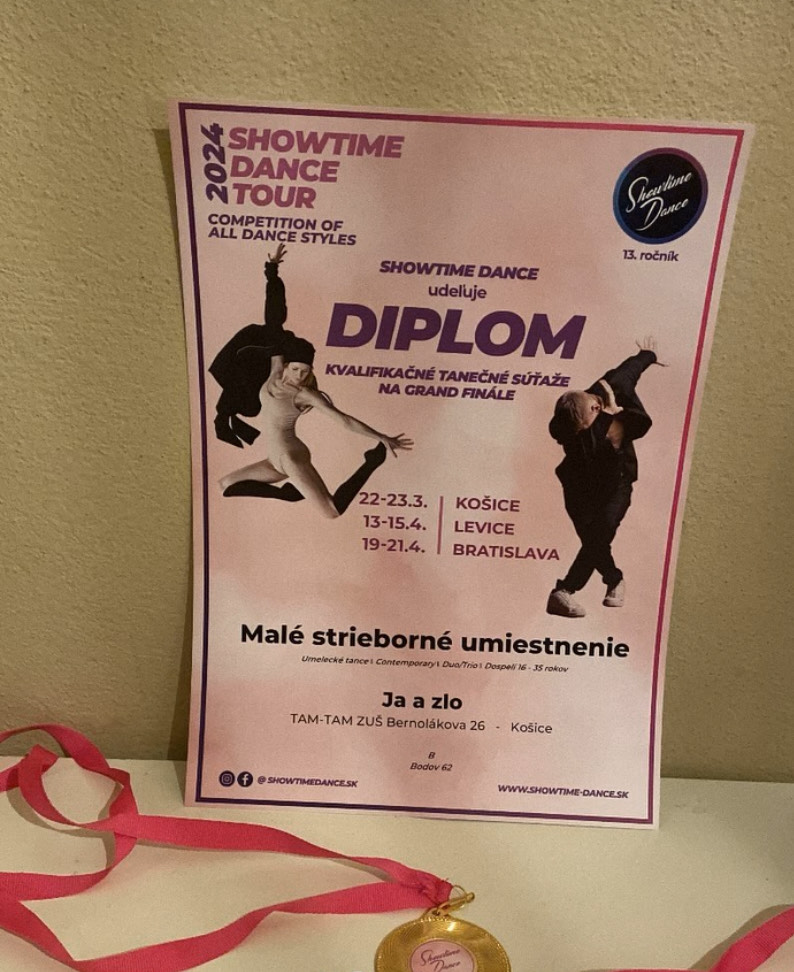 2024
SHOWTIME
DANCE
TOUR
COMPETITION OF
ALL DANCE STYLES
Showtime
Dance
13. ročník
SHOWTIME DANCE
udeľuje
DIPLOM
KVALIFIKAČNÉ TANEČNÉ SÚŤAŽE
NA GRAND FINÁLE
22-23.3. KOŠICE
13-15.4. LEVICE
19-21.4. BRATISLAVA
Malé strieborné umiestnenie
Umelecké tance \ Contemporary \ Duo/Trio \ Dospelí 16 - 35 rokov
Ja a zlo
TAM-TAM ZUŠ Bernolákova 26 - Košice
B
Bodov 62
@SHOWTIMEDANCE.SK
WWW.SHOWTIME-DANCE.SK
Showtime
Dance